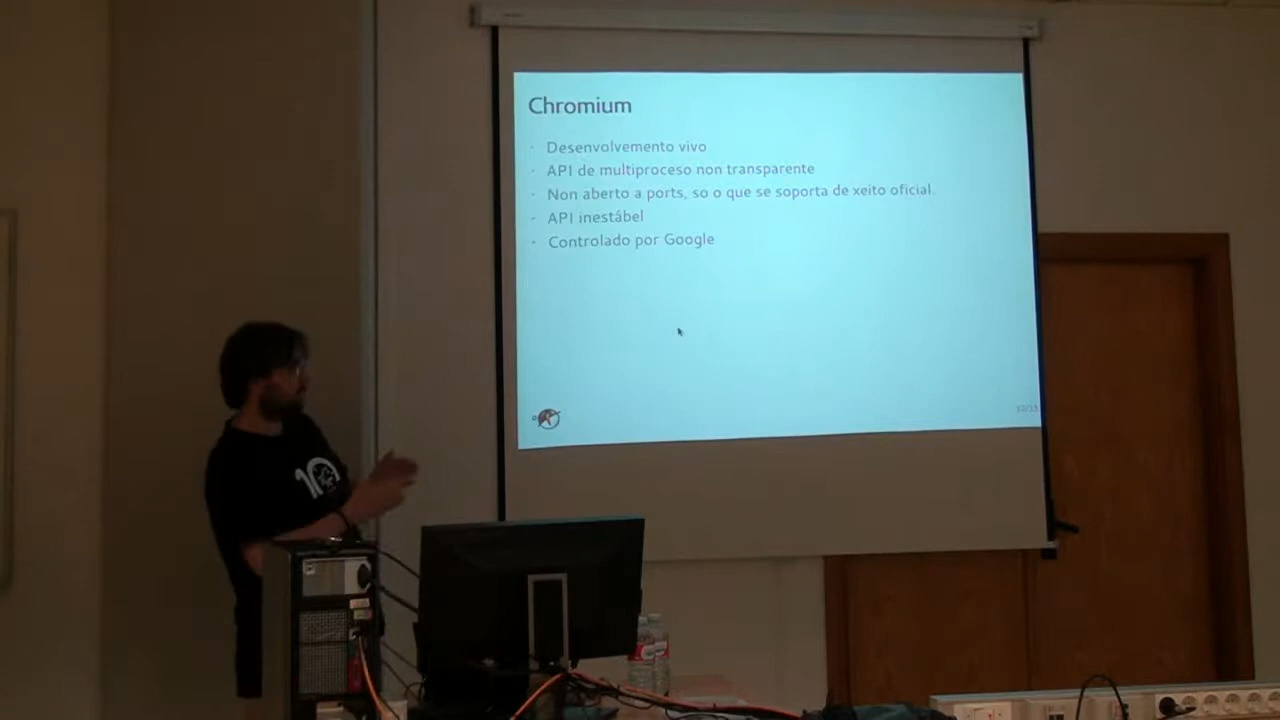 Chromium
· Desenvolvemento vivo
· API de multiproceso non transparente
· Non aberto a ports, so o que se soporta de xeito oficial.
· API inestábel
· Controlado por Google
10